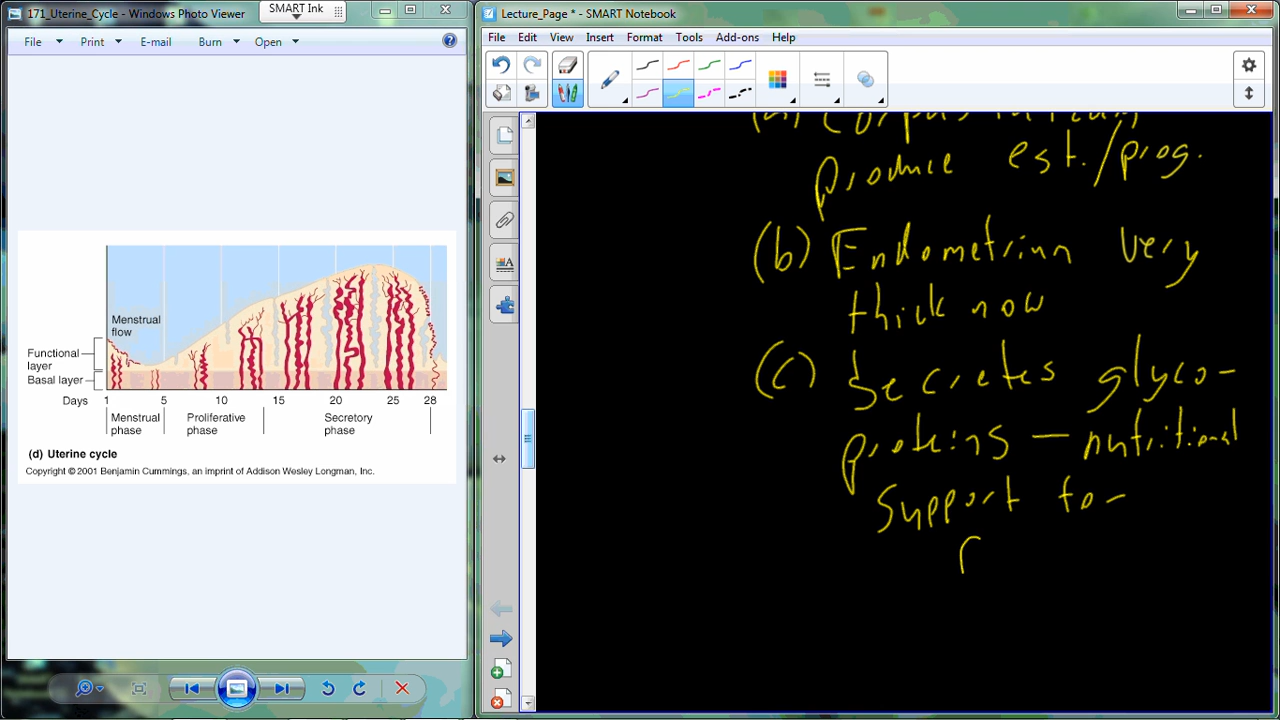 171_Uterine_Cycle - Windows Photo Viewer
SMART Ink
File Print E-mail Burn Open
Menstrual
flow
Functional
layer
Basal layer
Days 1 5 10 15 20 25 28
Menstrual
phase
Proliferative
phase
Secretory
phase
(d) Uterine cycle
Copyright © 2001 Benjamin Cummings, an imprint of Addison Wesley Longman, Inc.
Lecture_Page * - SMART Notebook
File Edit View Insert Format Tools Add-ons Help
produce est./prog.
(b) Endometrium very
thick now
(c) Secretes glyco-
proteins — nutritional
support to-